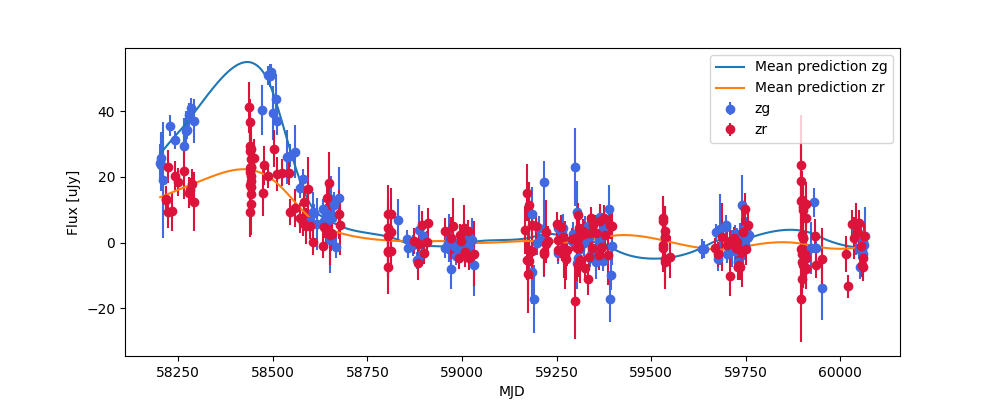 Mean prediction zg
Mean prediction zr
zg
zr
Flux [uJy]
40
20
0
−20
58250 58500 58750 59000 59250 59500 59750 60000
MJD